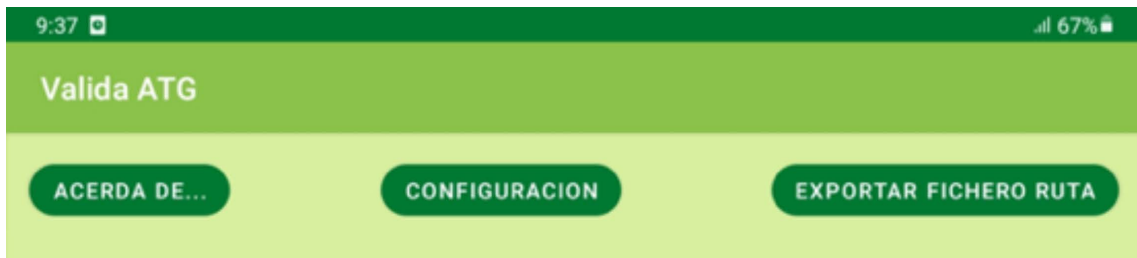 9:37 67%
Valida ATG
ACERDA DE... CONFIGURACION EXPORTAR FICHERO RUTA